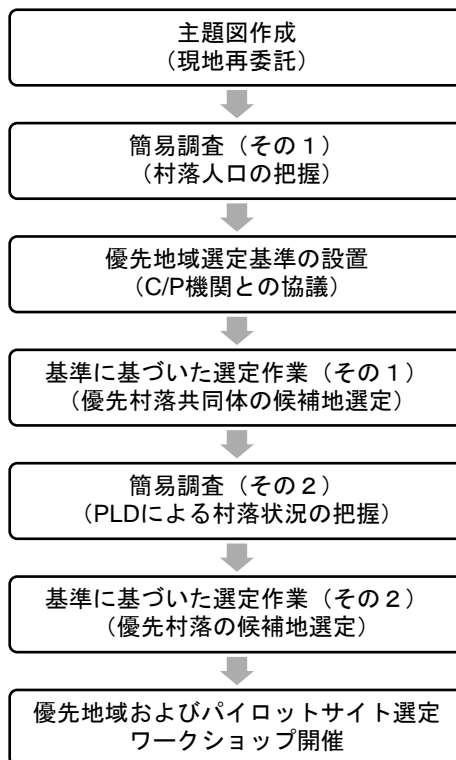 主題図作成
（現地再委託）
簡易調査（その１）
（村落人口の把握）
優先地域選定基準の設置
（C/P機関との協議）
基準に基づいた選定作業（その１）
（優先村落共同体の候補地選定）
簡易調査（その２）
（PLDによる村落状況の把握）
基準に基づいた選定作業（その２）
（優先村落の候補地選定）
優先地域およびパイロットサイト選定
ワークショップ開催